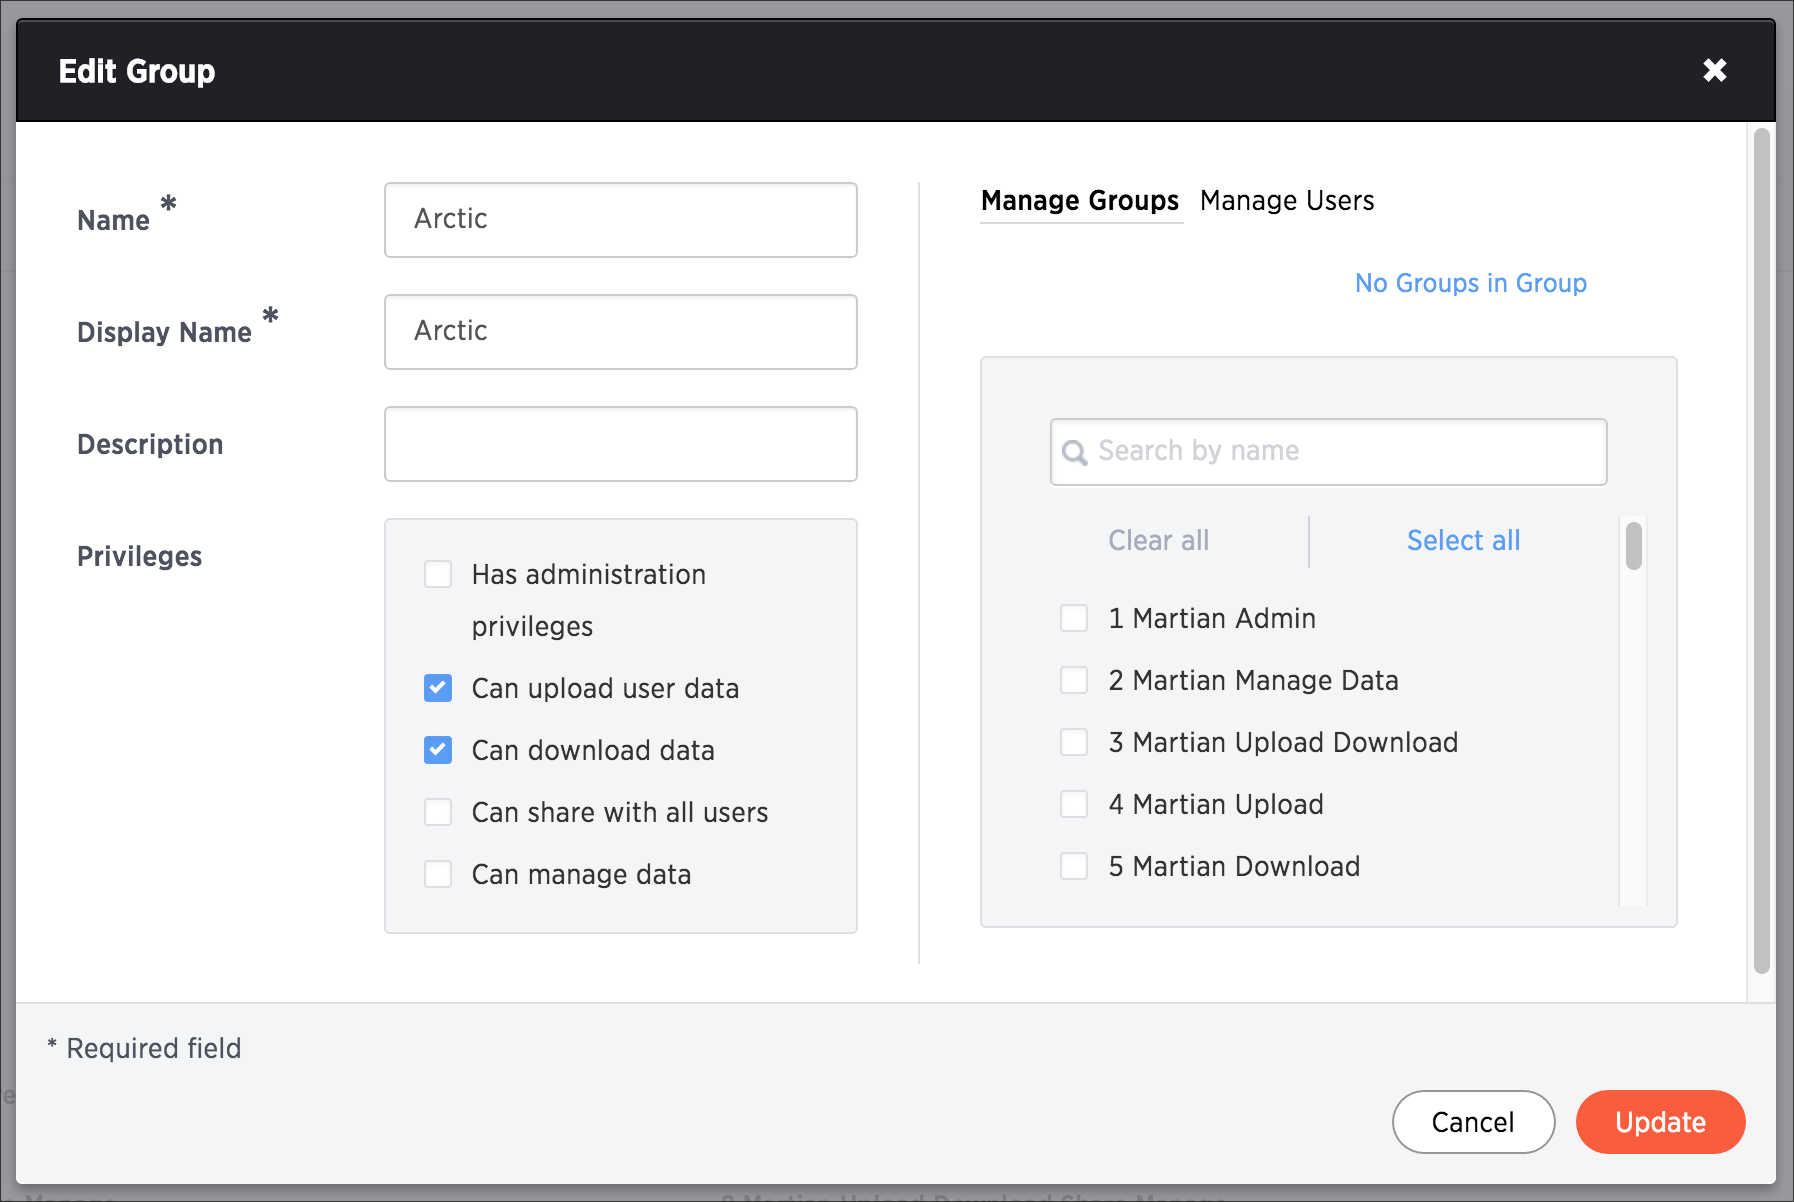 Edit Group
Name *
Arctic
Display Name *
Arctic
Description
Privileges
Has administration
privileges
Can upload user data
Can download data
Can share with all users
Can manage data
Manage Groups Manage Users
No Groups in Group
Search by name
Clear all
Select all
1 Martian Admin
2 Martian Manage Data
3 Martian Upload Download
4 Martian Upload
5 Martian Download
* Required field
Cancel
Update